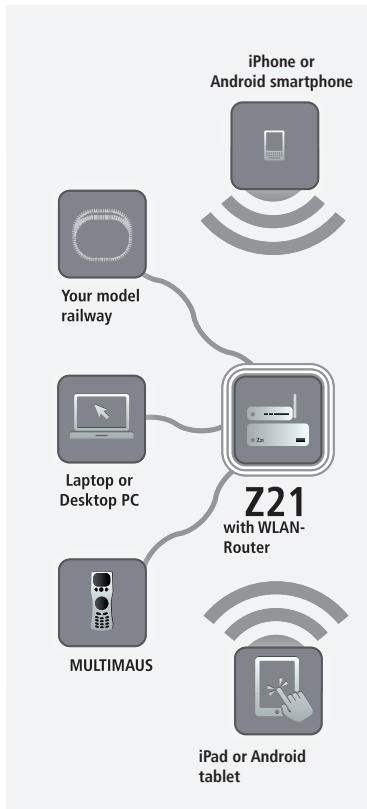 iPhone or
Android smartphone
Your model
railway
Laptop or
Desktop PC
Z21
Z21
with WLAN-
Router
MULTIMAUS
iPad or Android
tablet